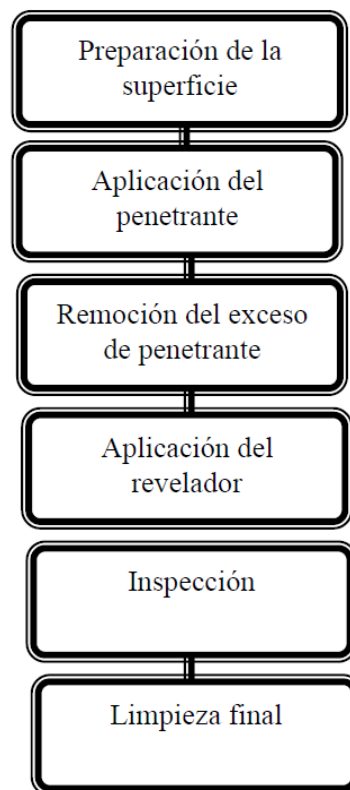 Preparación de la
superficie
Aplicación del
penetrante
Remoción del exceso
de penetrante
Aplicación del
revelador
Inspección
Limpieza final